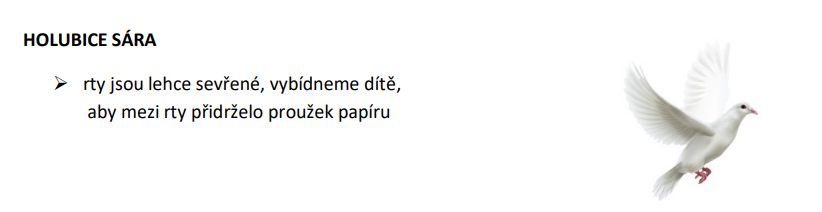 HOLUBICE SÁRA
➢ rty jsou lehce sevřené, vybídneme dítě,
aby mezi rty přidrželo proužek papíru